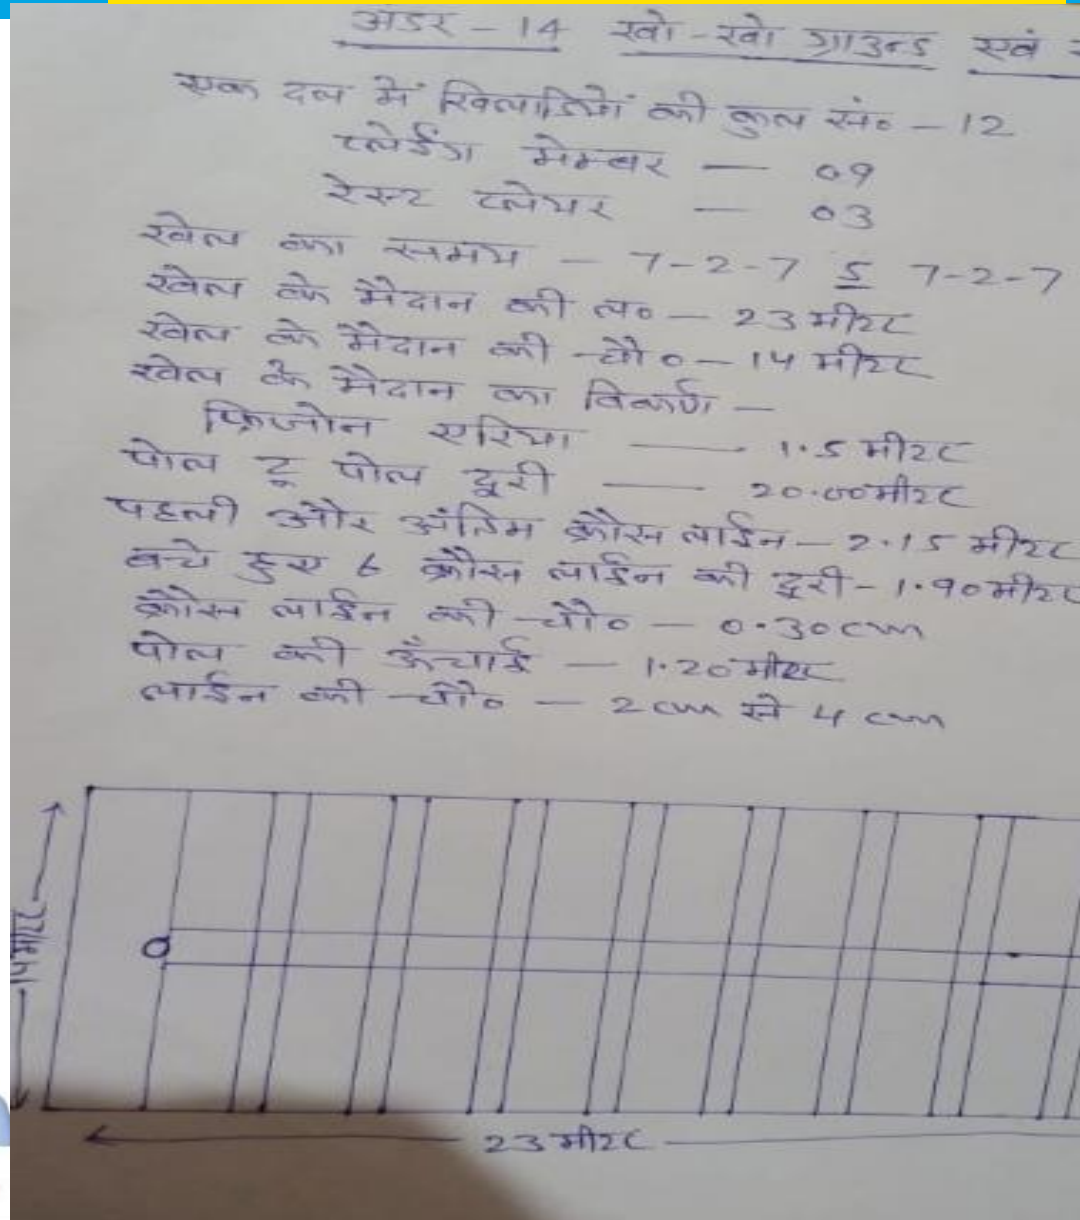 अंडर - 14 खो - खो ग्राउन्ड एवं
एक दल में खिलाडियों की कुल सं० - 12
प्लेईंग मेम्बर — 09
रेस्ट प्लेयर — 03
खेल का समय - 7-2-7 5 7-2-7
खेल के मैदान की ल० - 23 मीटर
खेल के मैदान की चौ० - 14 मीटर
खेल के मैदान का विकर्ण —
फ्रिजोन एरिया — 1.5 मीटर
पोल टू पोल दूरी — 20.00 मीटर
पहली और अंतिम क्रौस लाईन - 2.15 मीटर
बचे हुए 6 क्रौस लाईन की दूरी - 1.90 मीटर
क्रौस लाईन की चौ० - 0.30 cm
पोल की ऊँचाई — 1.20 मीटर
लाईन की चौ० - 2 cm से 4 cm
14 मीटर
23 मीटर